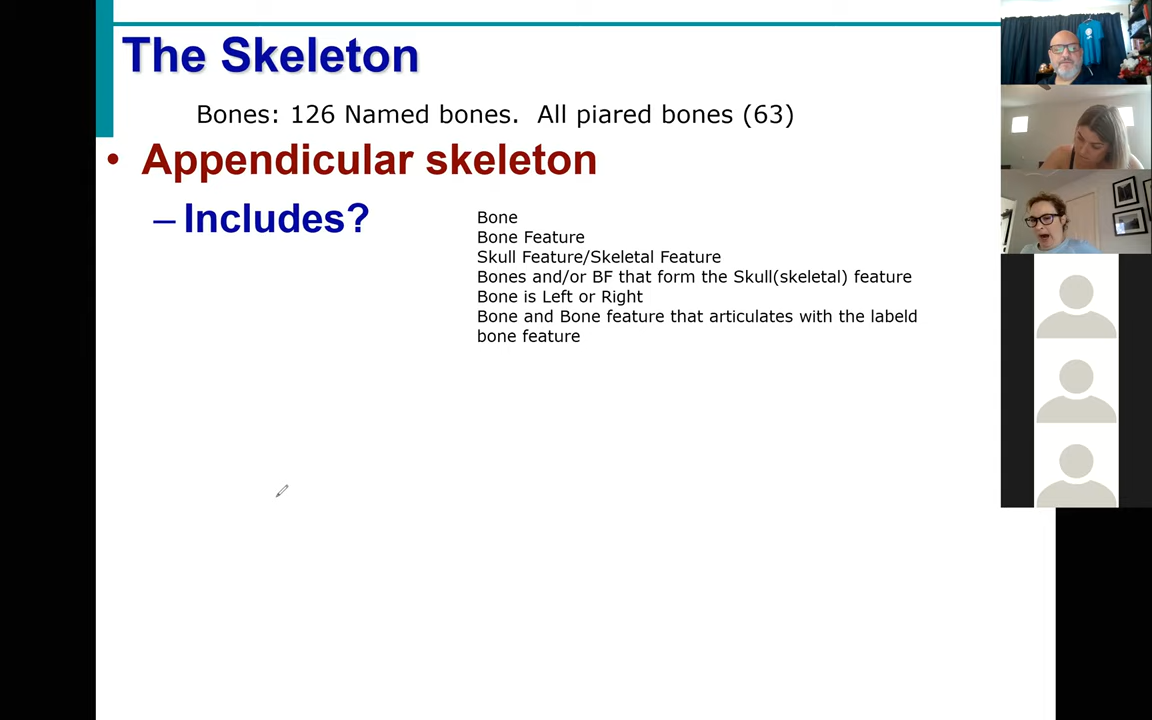 The Skeleton
Bones: 126 Named bones.  All piared bones (63)
• Appendicular skeleton
– Includes?
Bone
Bone Feature
Skull Feature/Skeletal Feature
Bones and/or BF that form the Skull(skeletal) feature
Bone is Left or Right
Bone and Bone feature that articulates with the labeld
bone feature